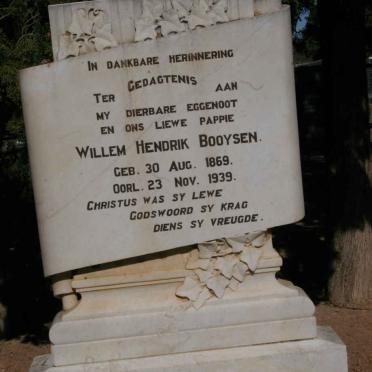 IN DANKBARE HERINNERING
GEDAGTENIS
TER AAN
MY DIERBARE EGGENOOT
EN ONS LIEWE PAPPIE
WILLEM HENDRIK BOOYSEN.
GEB. 30 AUG. 1869.
OORL. 23 NOV. 1939.
CHRISTUS WAS SY LEWE
GODSWOORD SY KRAG
DIENS SY VREUGDE.